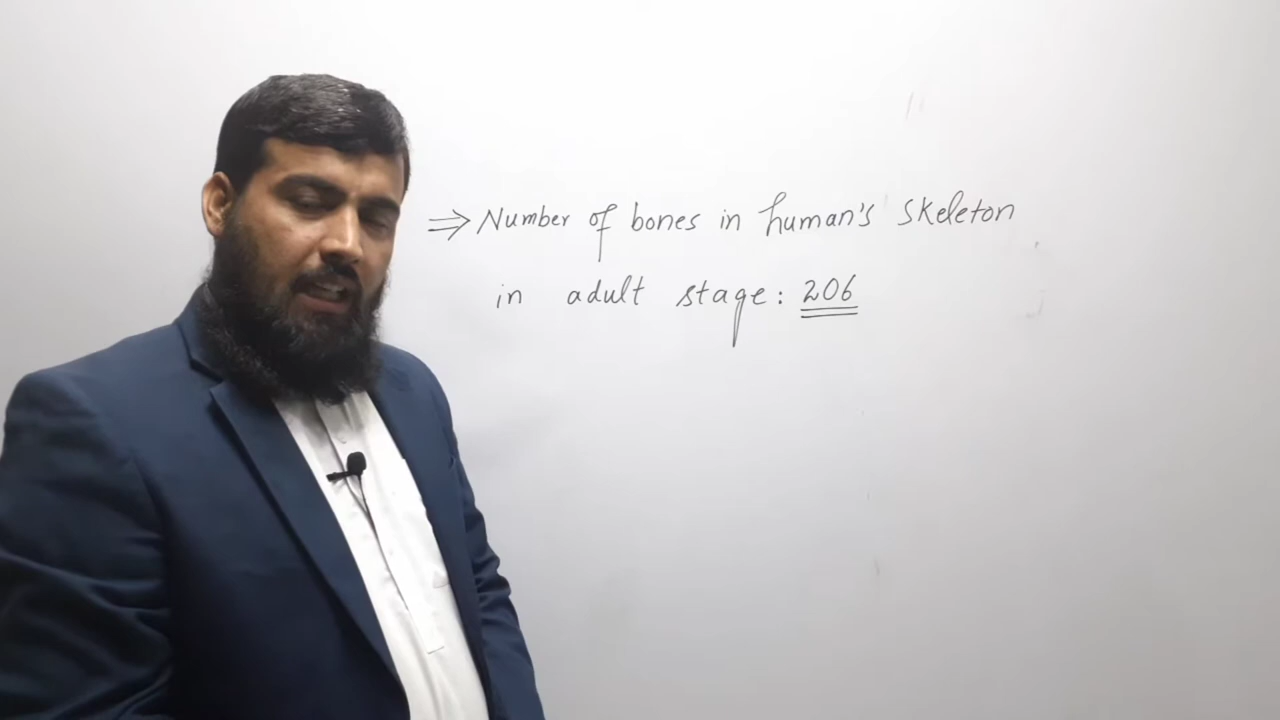 ⇒ Number of bones in human's skeleton
in adult stage: 206